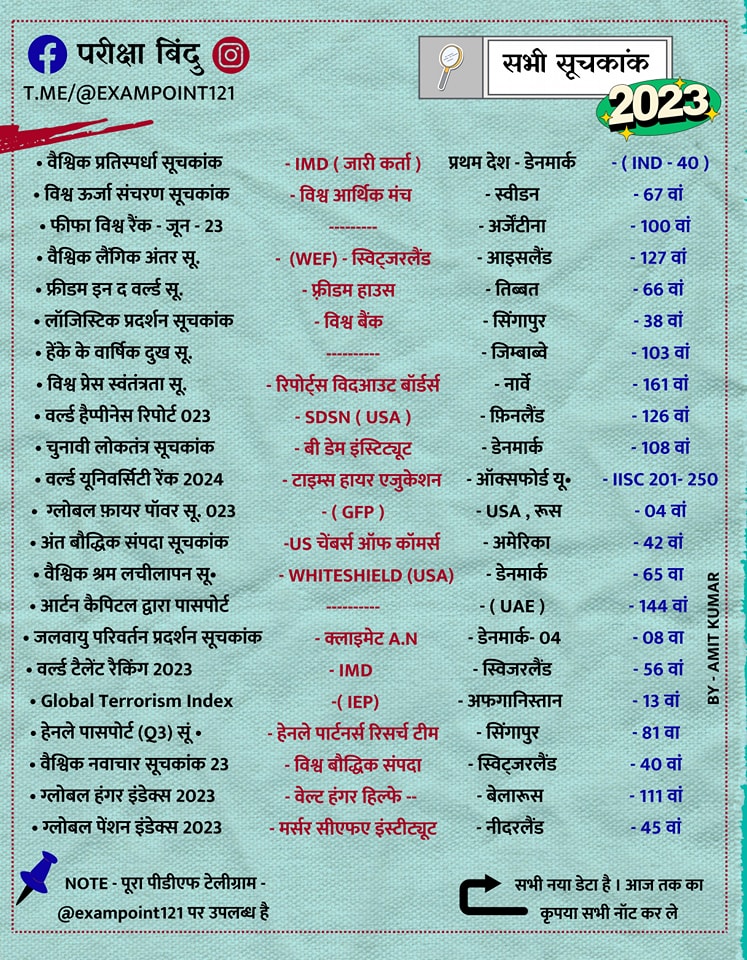 परीक्षा बिंदु
T.ME/@EXAMPOINT121
सभी सूचकांक
2023
• वैश्विक प्रतिस्पर्धा सूचकांक - IMD ( जारी कर्ता ) प्रथम देश - डेनमार्क - ( IND - 40 )
• विश्व ऊर्जा संचरण सूचकांक - विश्व आर्थिक मंच - स्वीडन - 67 वां
• फीफा विश्व रैंक - जून - 23 --------- - अर्जेंटीना - 100 वां
• वैश्विक लैंगिक अंतर सू. - (WEF) - स्विट्जरलैंड - आइसलैंड - 127 वां
• फ्रीडम इन द वर्ल्ड सू. - फ़्रीडम हाउस - तिब्बत - 66 वां
• लॉजिस्टिक प्रदर्शन सूचकांक - विश्व बैंक - सिंगापुर - 38 वां
• हेंके के वार्षिक दुख सू. ---------- - जिम्बाब्वे - 103 वां
• विश्व प्रेस स्वंतंत्रता सू. - रिपोर्ट्स विदआउट बॉर्डर्स - नार्वे - 161 वां
• वर्ल्ड हैप्पीनेस रिपोर्ट 023 - SDSN ( USA ) - फ़िनलैंड - 126 वां
• चुनावी लोकतंत्र सूचकांक - बी डेम इंस्टिट्यूट - डेनमार्क - 108 वां
• वर्ल्ड यूनिवर्सिटी रेंक 2024 - टाइम्स हायर एजुकेशन - ऑक्सफोर्ड यू• - IISC 201- 250
• ग्लोबल फ़ायर पॉवर सू. 023 - ( GFP ) - USA , रूस - 04 वां
• अंत बौद्धिक संपदा सूचकांक -US चेंबर्स ऑफ कॉमर्स - अमेरिका - 42 वां
• वैश्विक श्रम लचीलापन सू• - WHITESHIELD (USA) - डेनमार्क - 65 वा
• आर्टन कैपिटल द्वारा पासपोर्ट ---------- - ( UAE ) - 144 वां
• जलवायु परिवर्तन प्रदर्शन सूचकांक - क्लाइमेट A.N - डेनमार्क- 04 - 08 वा
• वर्ल्ड टैलेंट रैकिंग 2023 - IMD - स्विजरलैंड - 56 वां
• Global Terrorism Index -( IEP) - अफगानिस्तान - 13 वां
• हेनले पासपोर्ट (Q3) सूं • - हेनले पार्टनर्स रिसर्च टीम - सिंगापुर - 81 वा
• वैश्विक नवाचार सूचकांक 23 - विश्व बौद्धिक संपदा - स्विट्जरलैंड - 40 वां
• ग्लोबल हंगर इंडेक्स 2023 - वेल्ट हंगर हिल्फे -- - बेलारूस - 111 वां
• ग्लोबल पेंशन इंडेक्स 2023 - मर्सर सीएफए इंस्टीट्यूट - नीदरलैंड - 45 वां
BY - AMIT KUMAR
NOTE - पूरा पीडीएफ टेलीग्राम -
@exampoint121 पर उपलब्ध है
सभी नया डेटा है । आज तक का
कृपया सभी नॉट कर ले